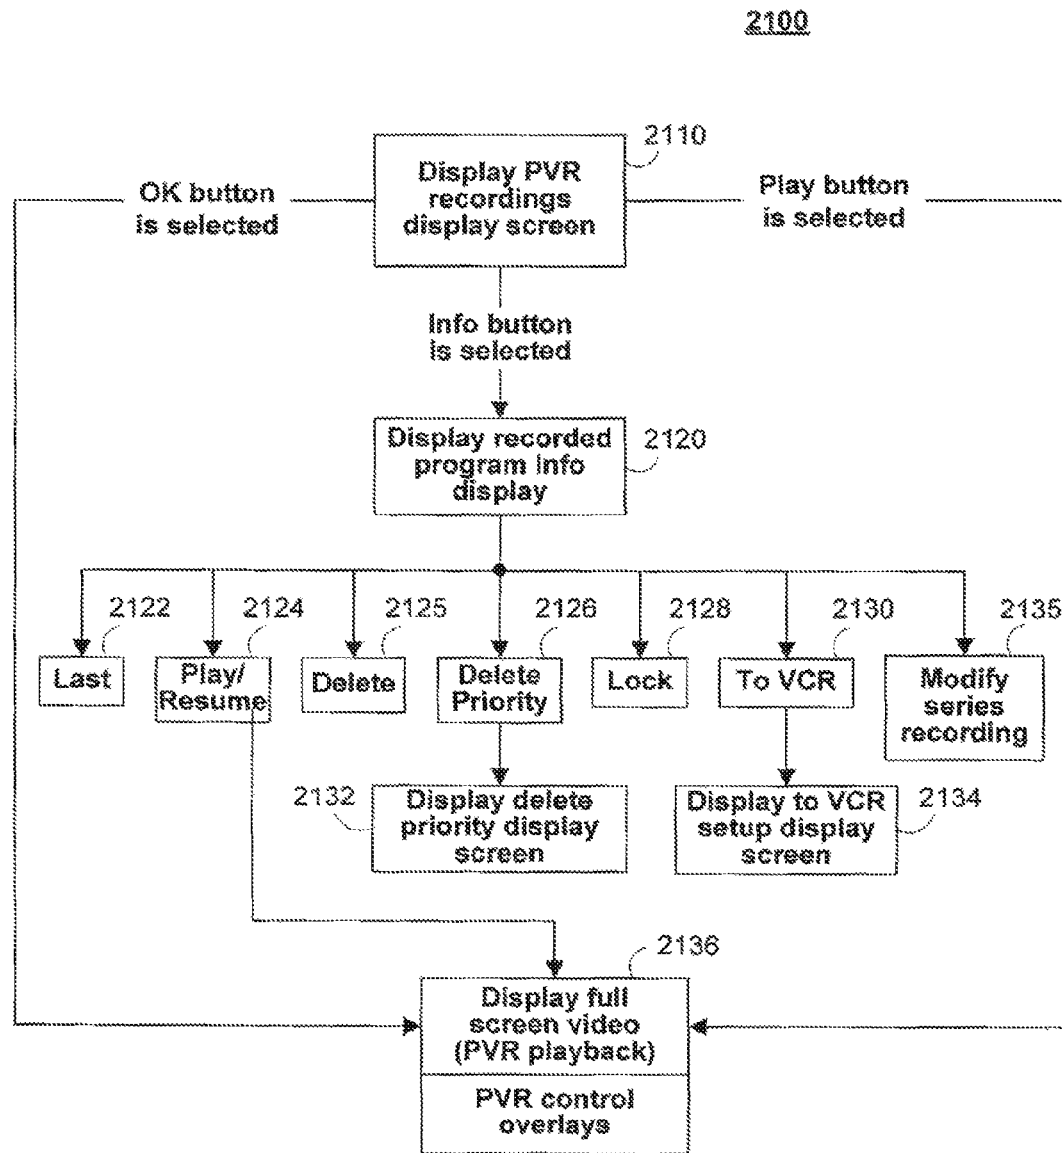 2100
2110
Display PVR
recordings
display screen
OK button
is selected
Play button
is selected
Info button
is selected
Display recorded
program info
display
2120
2122
2124
2125
2126
2128
2130
2135
Last
Play/
Resume
Delete
Delete
Priority
Lock
To VCR
Modify
series
recording
2132
Display delete
priority display
screen
Display to VCR
setup display
screen
2134
2136
Display full
screen video
(PVR playback)
PVR control
overlays